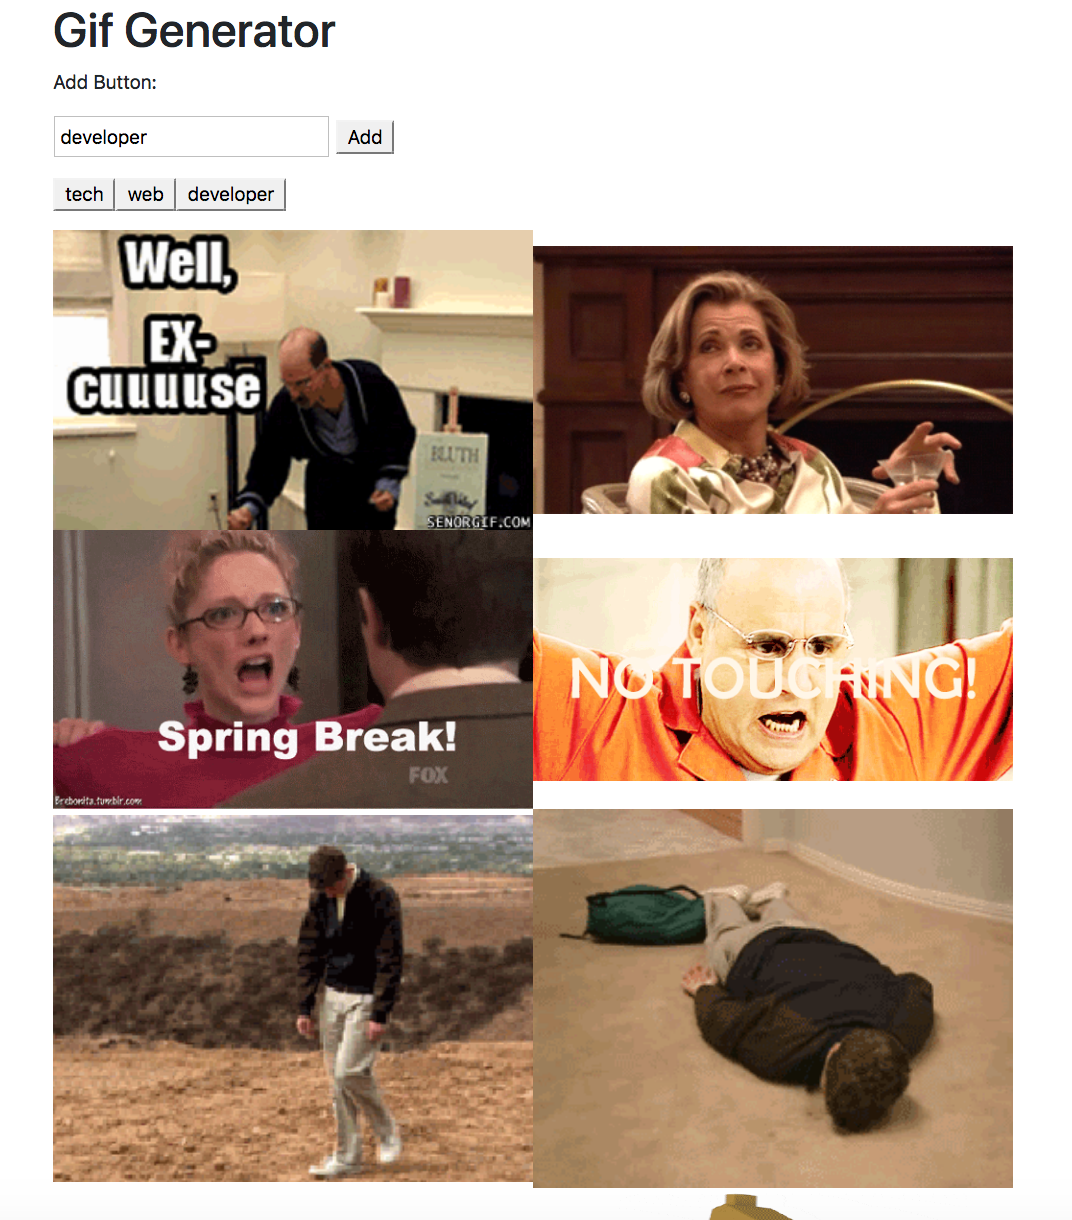 Gif Generator
Add Button:
developer
Add
tech
web
developer
Well,
EX-
cuuuuse
BLUTH
SENORGIF.COM
Spring Break!
FOX
Brebonita.tumblr.com
NO TOUCHING!